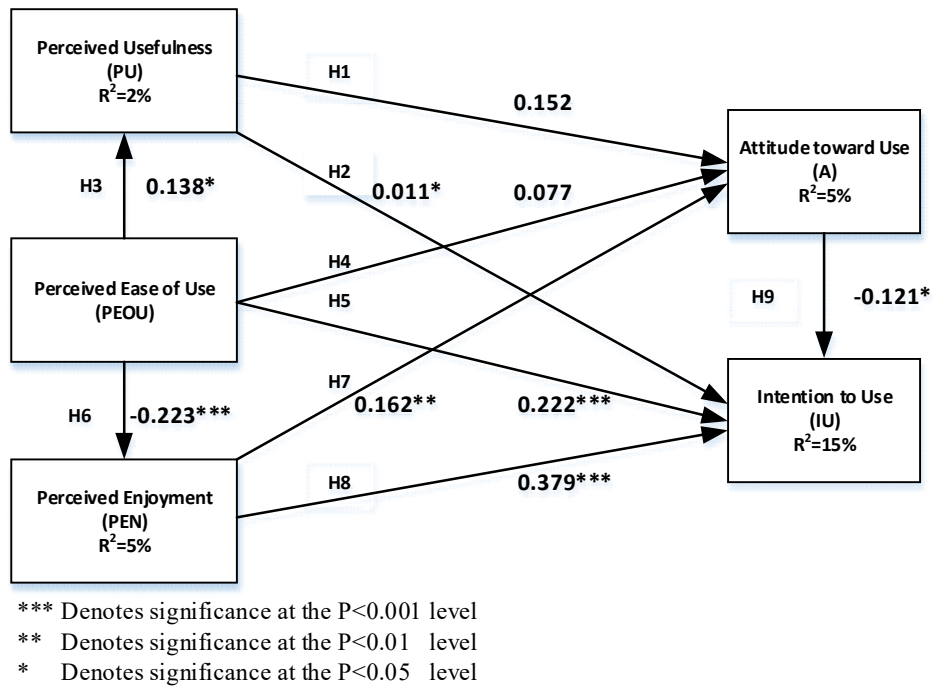 Perceived Usefulness
(PU)
R²=2%
H1
0.152
Attitude toward Use
(A)
R²=5%
H2
0.011*
0.077
H3
0.138*
Perceived Ease of Use
(PEOU)
H4
H5
H9
-0.121*
H6
-0.223***
H7
0.162**
0.222***
Intention to Use
(IU)
R²=15%
Perceived Enjoyment
(PEN)
R²=5%
H8
0.379***
*** Denotes significance at the P<0.001 level
** Denotes significance at the P<0.01 level
* Denotes significance at the P<0.05 level